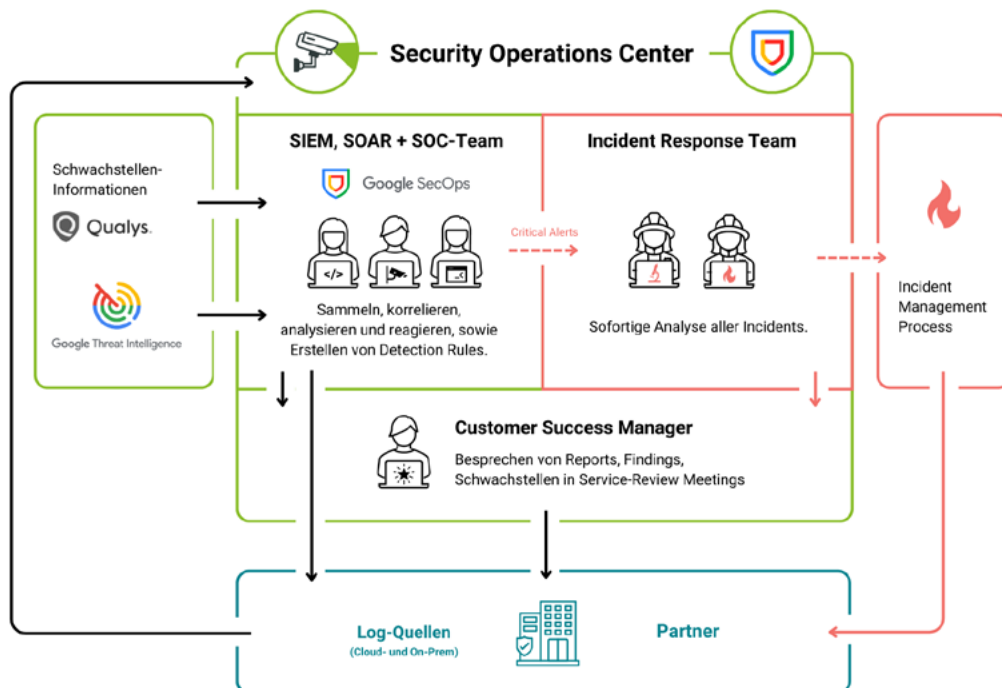 Security Operations Center
Schwachstellen-
Informationen
Qualys.
Google Threat Intelligence
SIEM, SOAR + SOC-Team
Google SecOps
</>
Sammeln, korrelieren,
analysieren und reagieren, sowie
Erstellen von Detection Rules.
Critical Alerts
Incident Response Team
Sofortige Analyse aller Incidents.
Incident
Management
Process
Customer Success Manager
Besprechen von Reports, Findings,
Schwachstellen in Service-Review Meetings
Log-Quellen
(Cloud- und On-Prem)
Partner